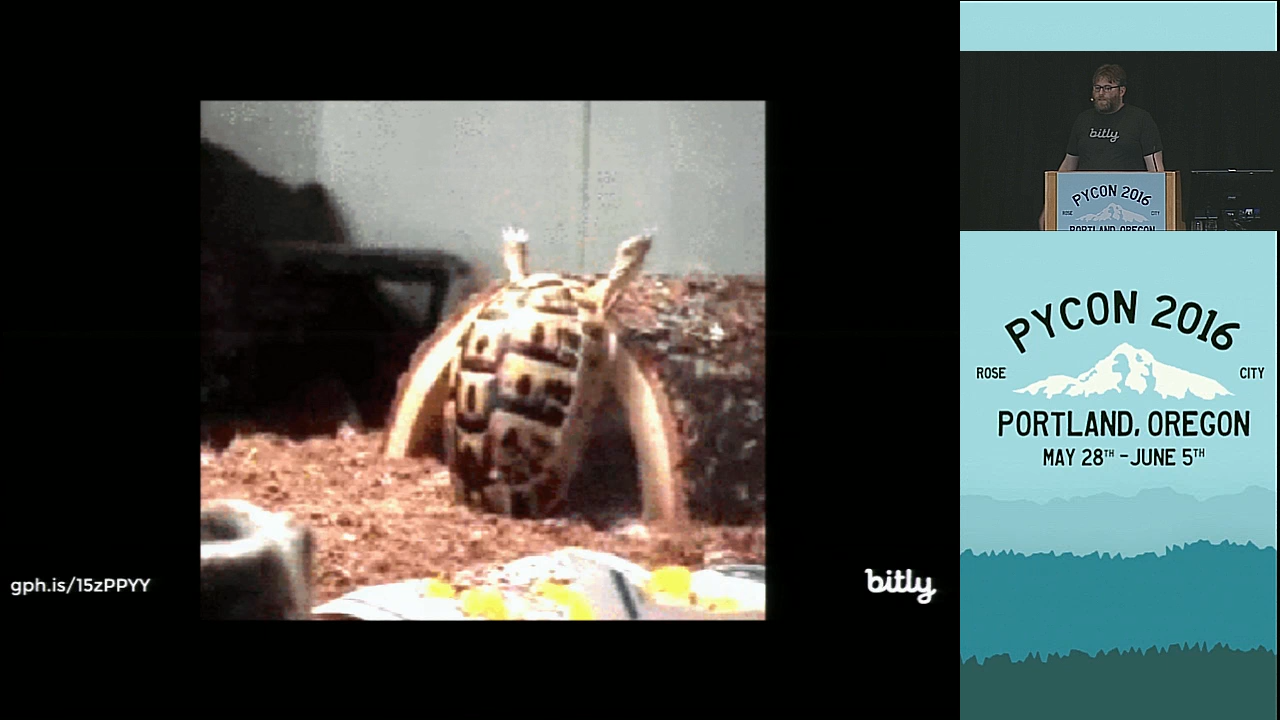 gph.is/15zPPYY
bitly
bitly
PYCON 2016
ROSE
CITY
PORTLAND, OREGON
PYCON 2016
ROSE
CITY
PORTLAND, OREGON
MAY 28TH - JUNE 5TH